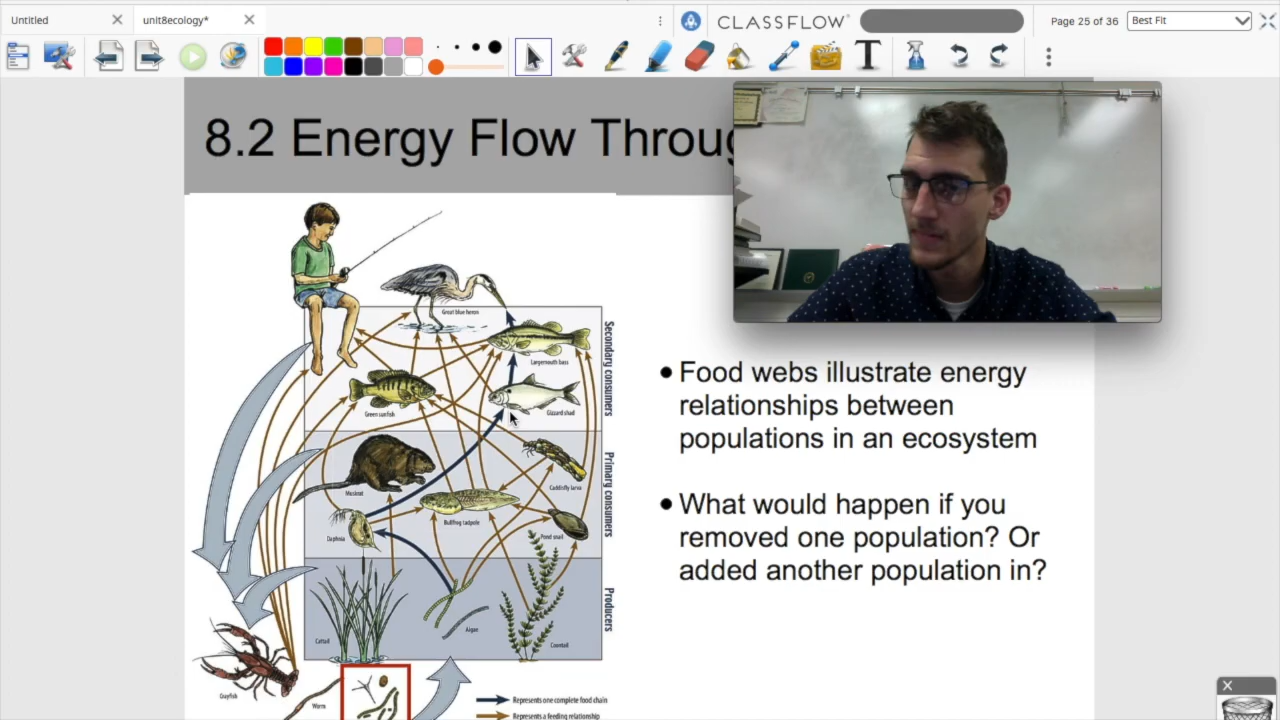 Untitled
unit8ecology*
CLASSFLOW
Page 25 of 36
Best Fit
T
8.2 Energy Flow Throug
Great blue heron
Largemouth bass
Green sunfish
Gizzard shad
Secondary consumers
Muskrat
Caddisfly larva
Bullfrog tadpole
Daphnia
Pond snail
Primary consumers
Cattail
Algae
Coontail
Producers
Crayfish
Worm
Represents one complete food chain
Represents a feeding relationship
● Food webs illustrate energy
relationships between
populations in an ecosystem
● What would happen if you
removed one population? Or
added another population in?